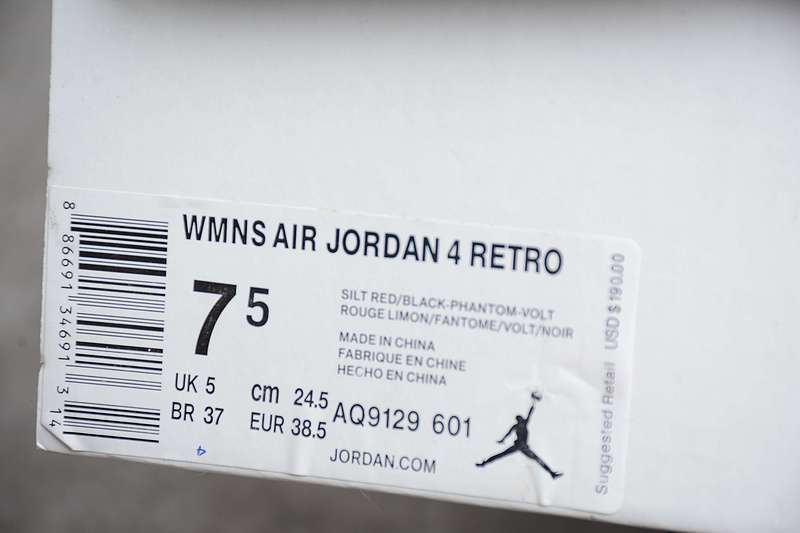 WMNS AIR JORDAN 4 RETRO
7 5
SILT RED/BLACK-PHANTOM-VOLT
ROUGE LIMON/FANTOME/VOLT/NOIR
MADE IN CHINA
FABRIQUE EN CHINE
HECHO EN CHINA
UK 5 cm 24.5
BR 37 EUR 38.5
AQ9129 601
JORDAN.COM
8 86691 34691 3 14
Suggested Retail USD $190.00
4